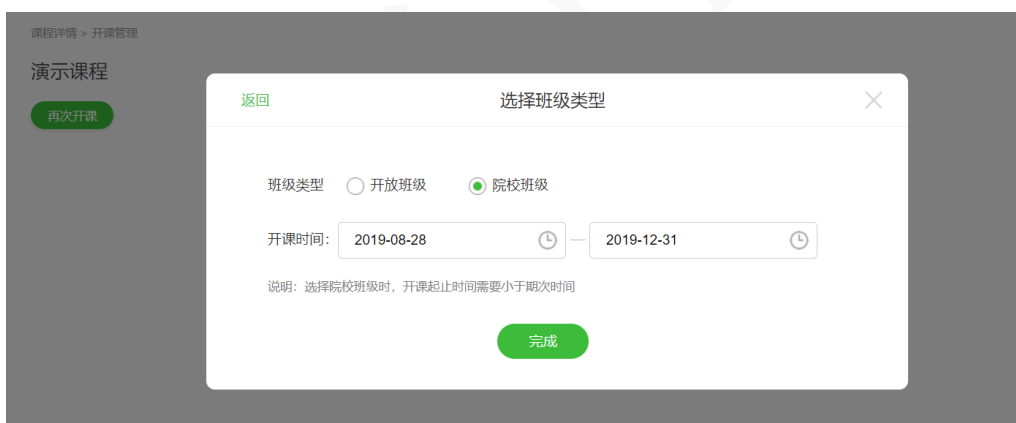 课程详情 > 开课管理
演示课程
再次开课
返回 选择班级类型
班级类型 开放班级 院校班级
开课时间: 2019-08-28 — 2019-12-31
说明：选择院校班级时，开课起止时间需要小于期次时间
完成